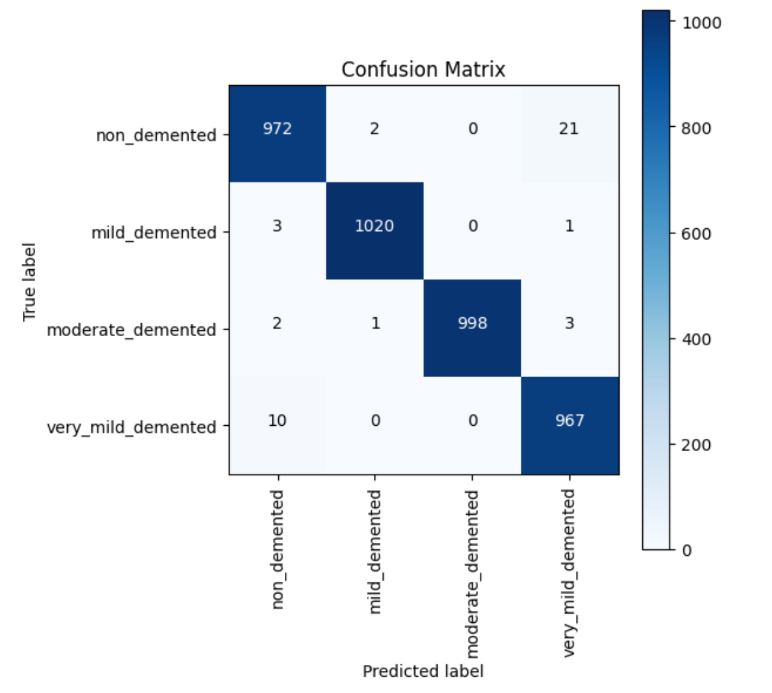 Confusion Matrix
True label
non_demented 972 2 0 21
mild_demented 3 1020 0 1
moderate_demented 2 1 998 3
very_mild_demented 10 0 0 967
non_demented
mild_demented
moderate_demented
very_mild_demented
Predicted label
1000
800
600
400
200
0